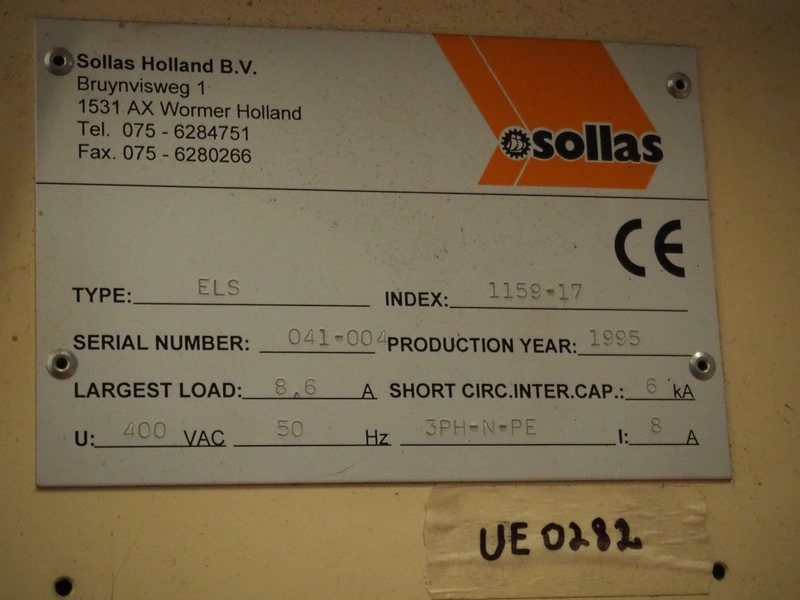 Sollas Holland B.V.
Bruynvisweg 1
1531 AX Wormer Holland
Tel. 075 - 6284751
Fax. 075 - 6280266
sollas
CE
TYPE: ELS INDEX: 1159-17
SERIAL NUMBER: 041-004 PRODUCTION YEAR: 1995
LARGEST LOAD: 8,6 A SHORT CIRC.INTER.CAP.: 6 kA
U: 400 VAC 50 Hz 3PH-N-PE I: 8 A
UE 0282